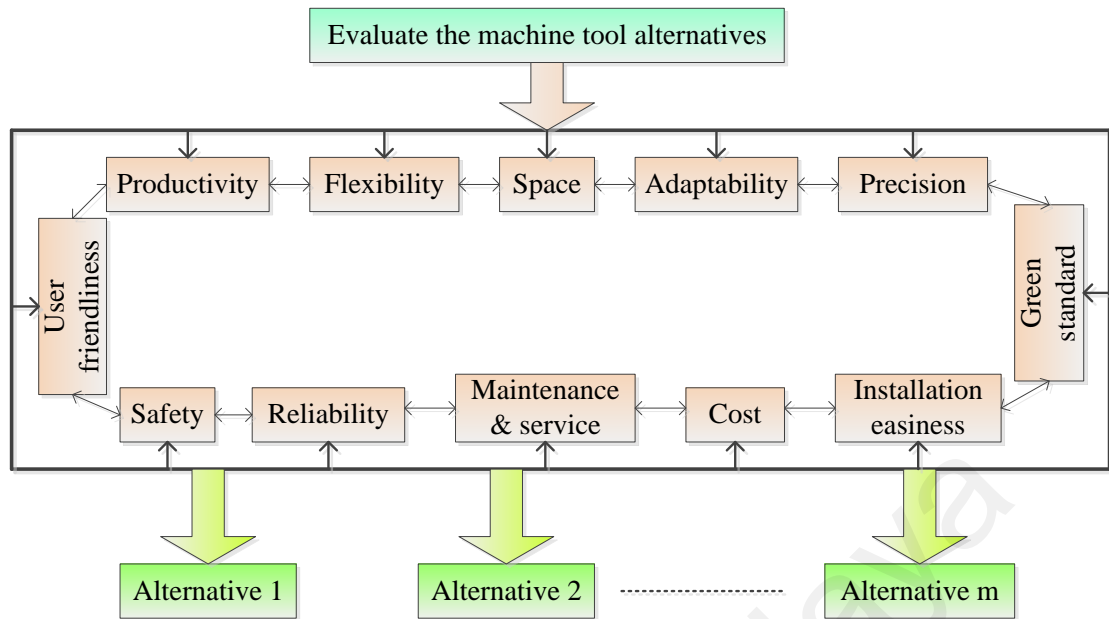 Evaluate the machine tool alternatives
Productivity
Flexibility
Space
Adaptability
Precision
User
friendliness
Green
standard
Safety
Reliability
Maintenance
& service
Cost
Installation
easiness
Alternative 1
Alternative 2
Alternative m